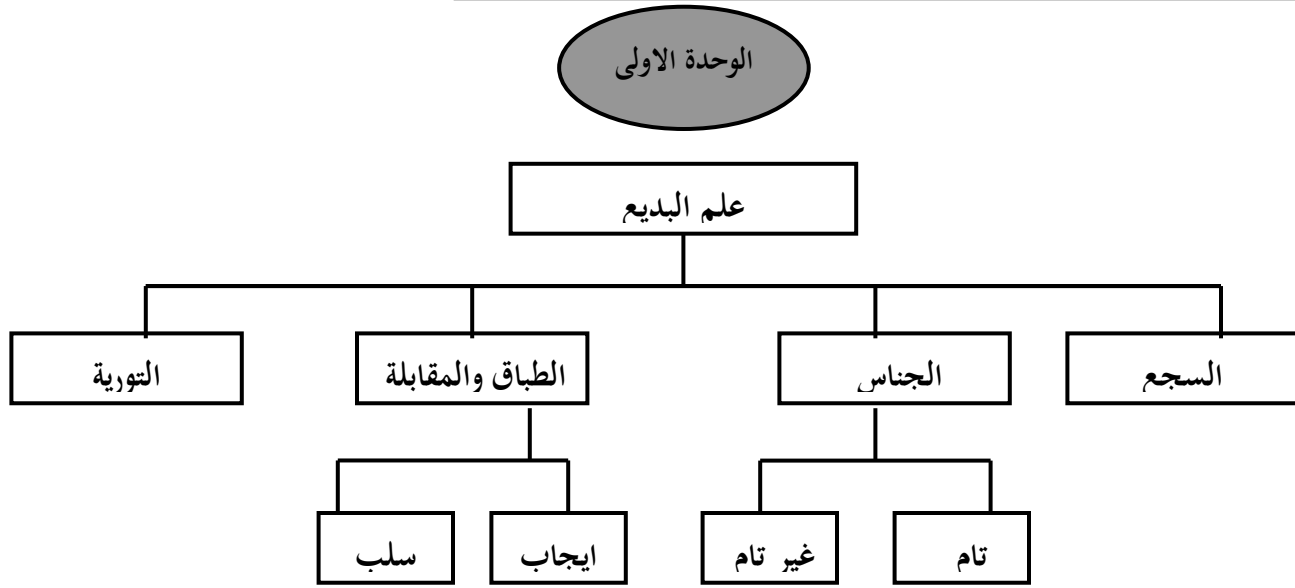 الوحدة الاولى
علم البديع
السجع
الجناس
الطباق والمقابلة
التورية
تام
غير تام
ايجاب
سلب